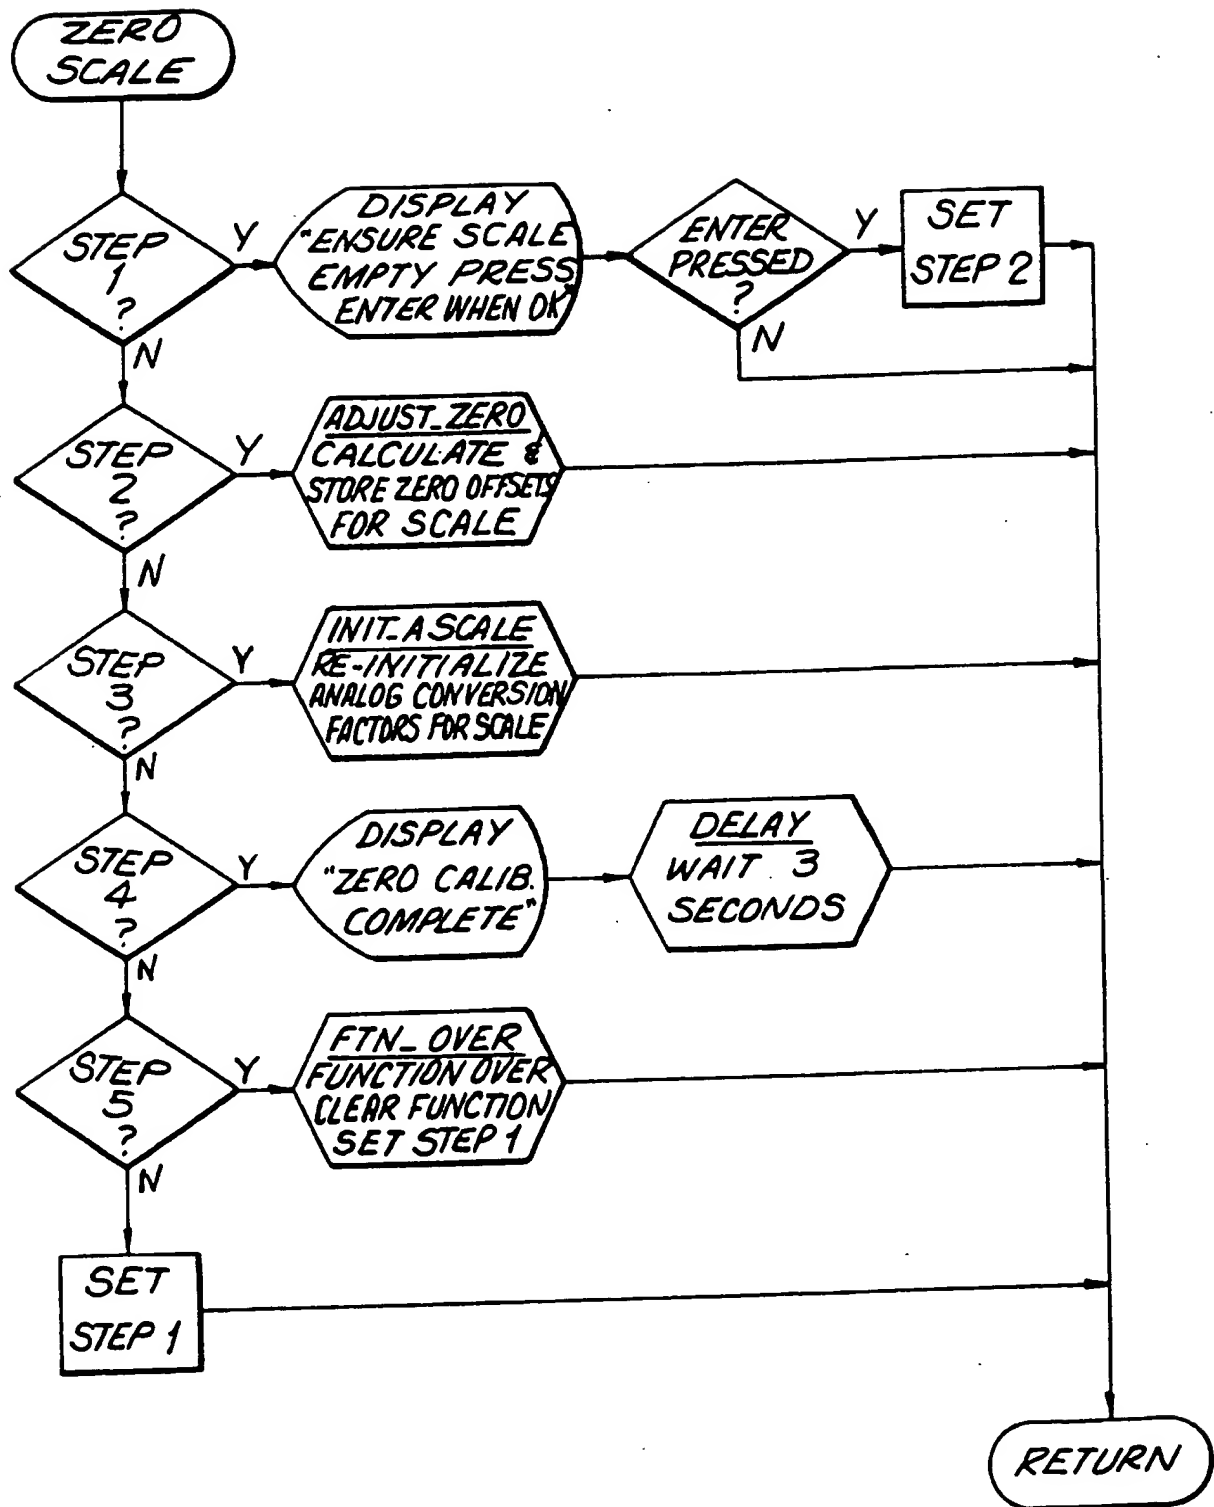 ZERO
SCALE
STEP
1
?
Y
DISPLAY
"ENSURE SCALE
EMPTY PRESS
ENTER WHEN OK"
ENTER
PRESSED
?
Y
SET
STEP 2
N
N
STEP
2
?
Y
ADJUST_ZERO
CALCULATE &
STORE ZERO OFFSETS
FOR SCALE
N
STEP
3
?
Y
INIT_A SCALE
RE-INITIALIZE
ANALOG CONVERSION
FACTORS FOR SCALE
N
STEP
4
?
Y
DISPLAY
"ZERO CALIB.
COMPLETE"
DELAY
WAIT 3
SECONDS
N
STEP
5
?
Y
FTN_OVER
FUNCTION OVER
CLEAR FUNCTION
SET STEP 1
N
SET
STEP 1
RETURN